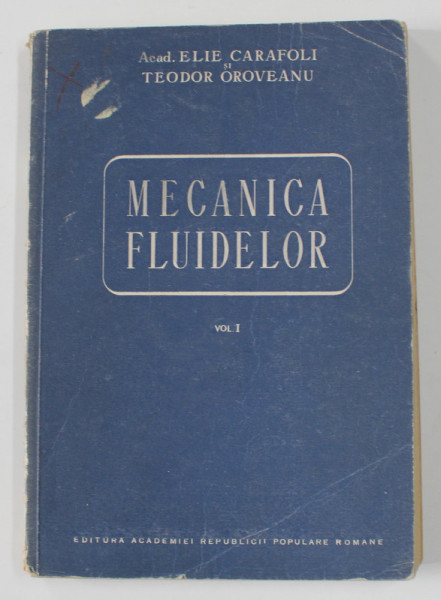 Acad. ELIE CARAFOLI
și
TEODOR OROVEANU
MECANICA
FLUIDELOR
VOL I
EDITURA ACADEMIEI REPUBLICII POPULARE ROMANE